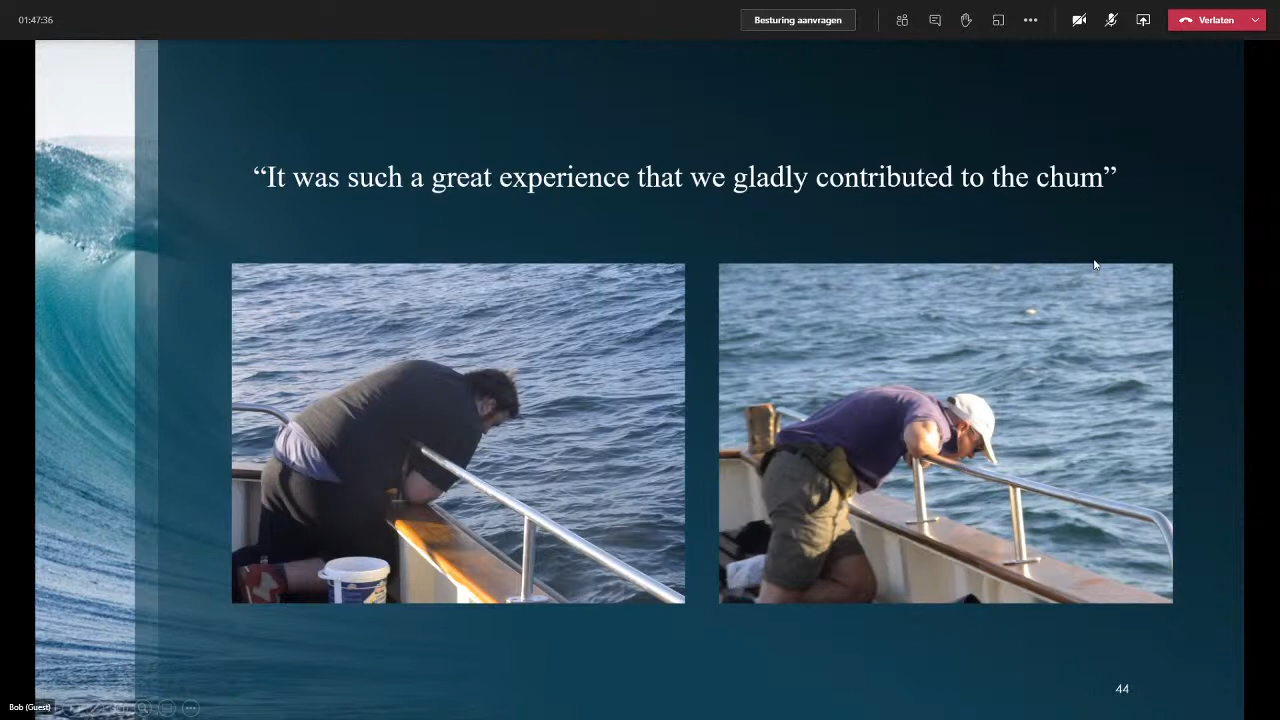 01:47:36
Besturing aanvragen
Verlaten
“It was such a great experience that we gladly contributed to the chum”
44
Bob (Guest)